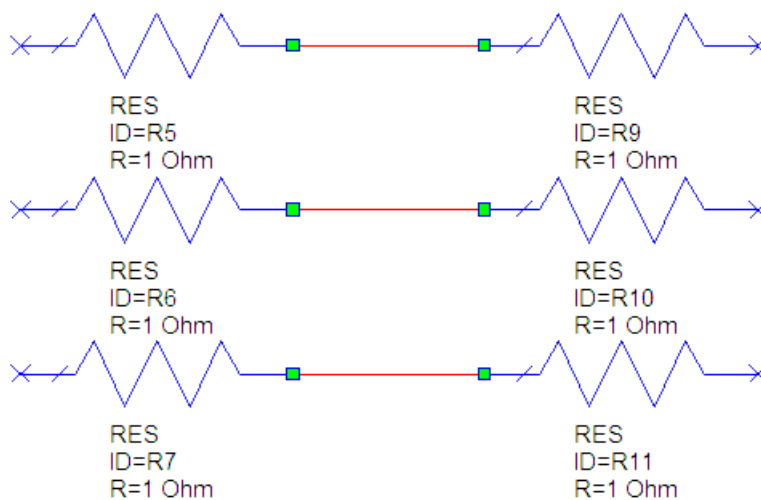 RES
ID=R5
R=1 Ohm
RES
ID=R9
R=1 Ohm
RES
ID=R6
R=1 Ohm
RES
ID=R10
R=1 Ohm
RES
ID=R7
R=1 Ohm
RES
ID=R11
R=1 Ohm